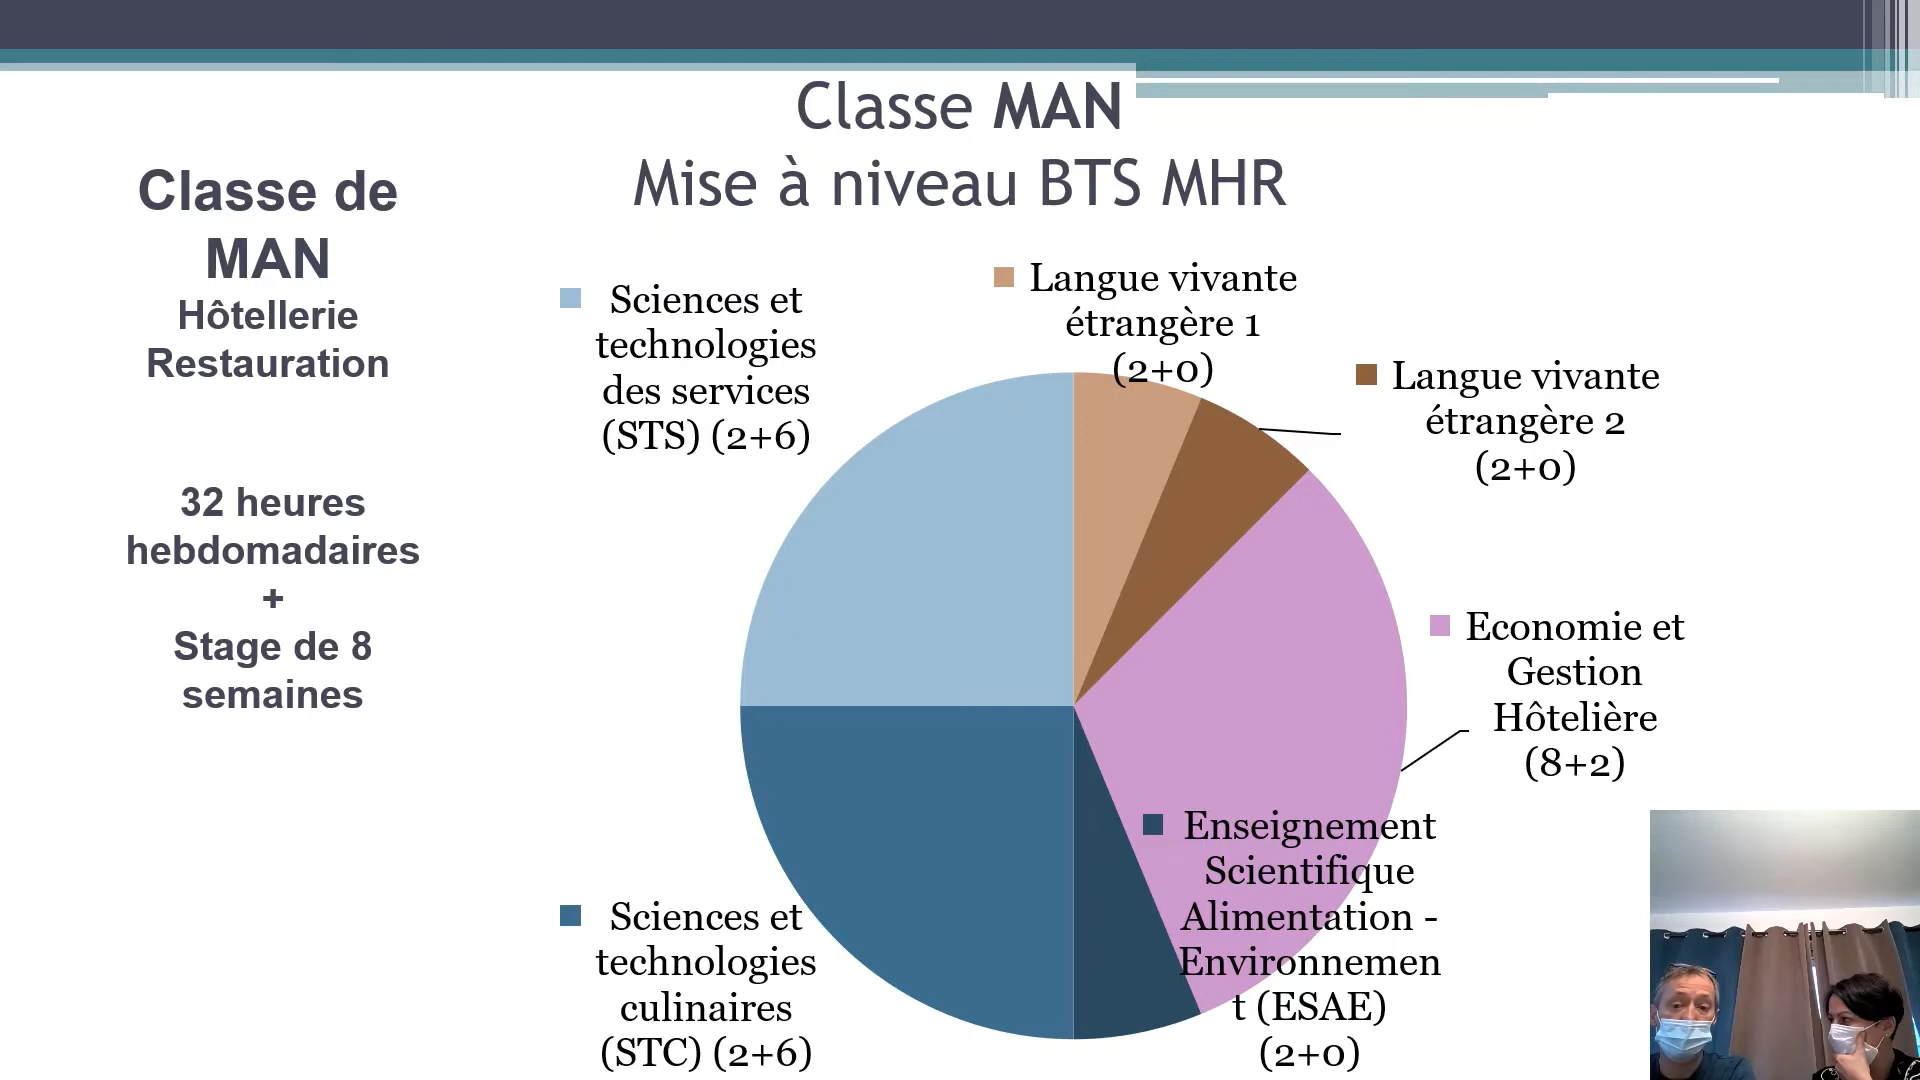 Classe MAN
Mise à niveau BTS MHR
Classe de
MAN
Hôtellerie
Restauration
32 heures
hebdomadaires
+
Stage de 8
semaines
Sciences et
technologies
des services
(STS) (2+6)
Langue vivante
étrangère 1
(2+0)
Langue vivante
étrangère 2
(2+0)
Economie et
Gestion
Hôtelière
(8+2)
Enseignement
Scientifique
Alimentation -
Environnemen
t (ESAE)
(2+0)
Sciences et
technologies
culinaires
(STC) (2+6)